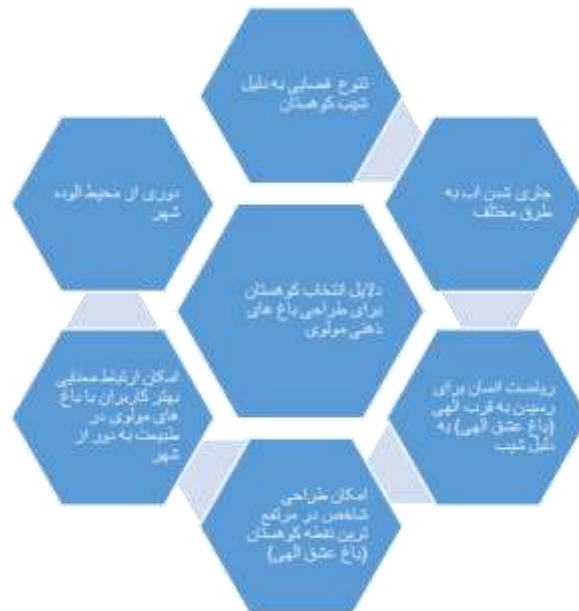 تنوع فضایی به دلیل
شیب کوهستان
جاری شدن آب به
طرق مختلف
ریاضت انسان برای
رسیدن به قرب الهی
(باغ عشق الهی) به
دلیل شیب
امکان طراحی
شاخص در مرتفع
ترین نقطه کوهستان
(باغ عشق الهی)
امکان ارتباط معنایی
بهتر کاربران با باغ
های مولوی در
طبیعت به دور از
شهر
دوری از محیط آلوده
شهر
دلایل انتخاب کوهستان
برای طراحی باغ های
ذهنی مولوی